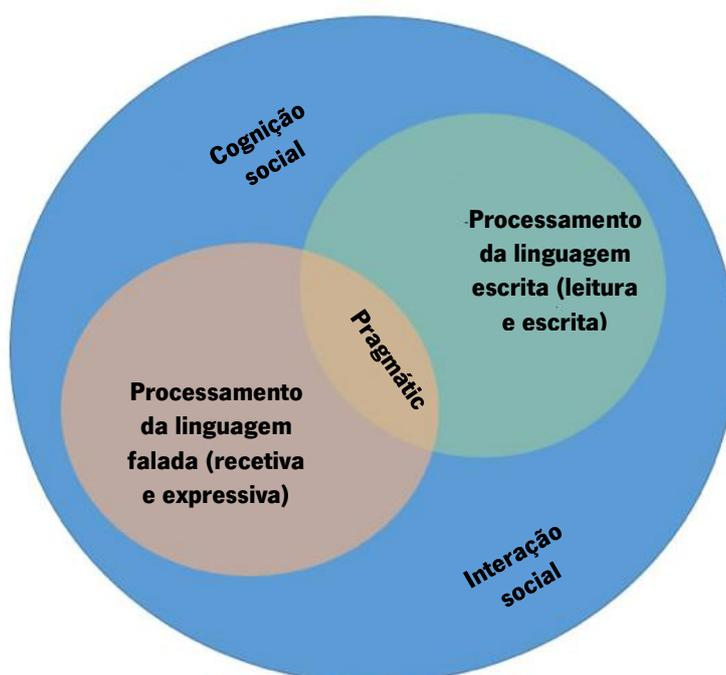 Cognição
social
Processamento
da linguagem
escrita (leitura
e escrita)
Pragmátic
Processamento
da linguagem
falada (recetiva
e expressiva)
Interação
social